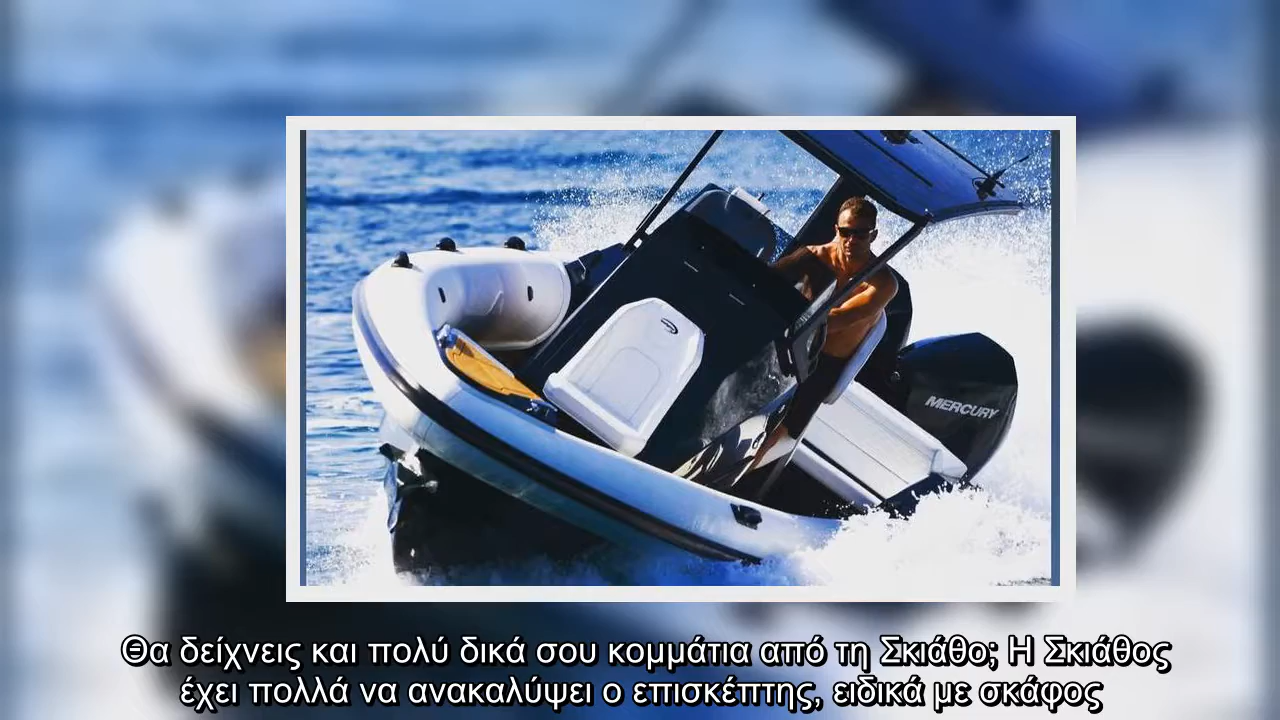 MERCURY
Θα δείχνεις και πολύ δικά σου κομμάτια από τη Σκιάθο; Η Σκιάθος
έχει πολλά να ανακαλύψει ο επισκέπτης, ειδικά με σκάφος